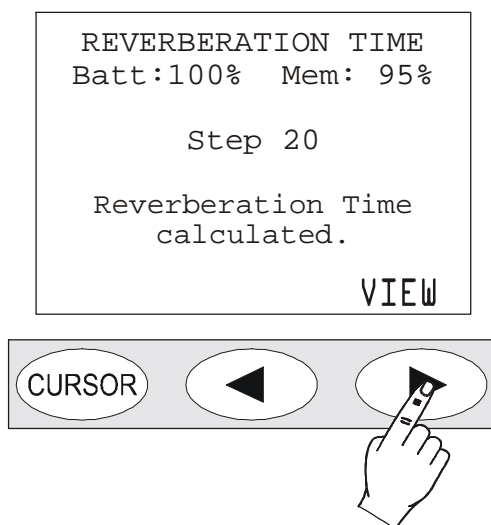 REVERBERATION TIME
Batt:100% Mem: 95%
Step 20
Reverberation Time
calculated.
VIEW
CURSOR